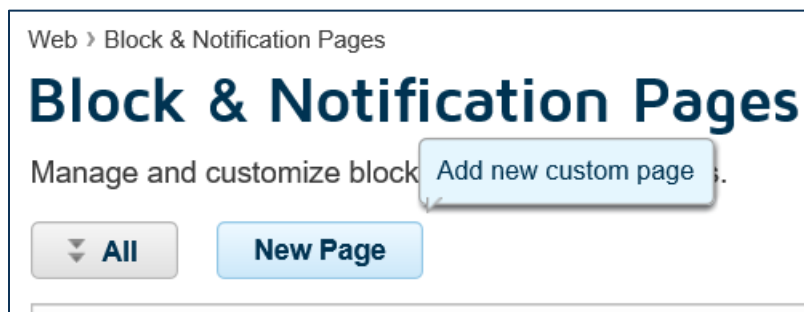 Web › Block & Notification Pages
Block & Notification Pages
Manage and customize block
Add new custom page
All
New Page